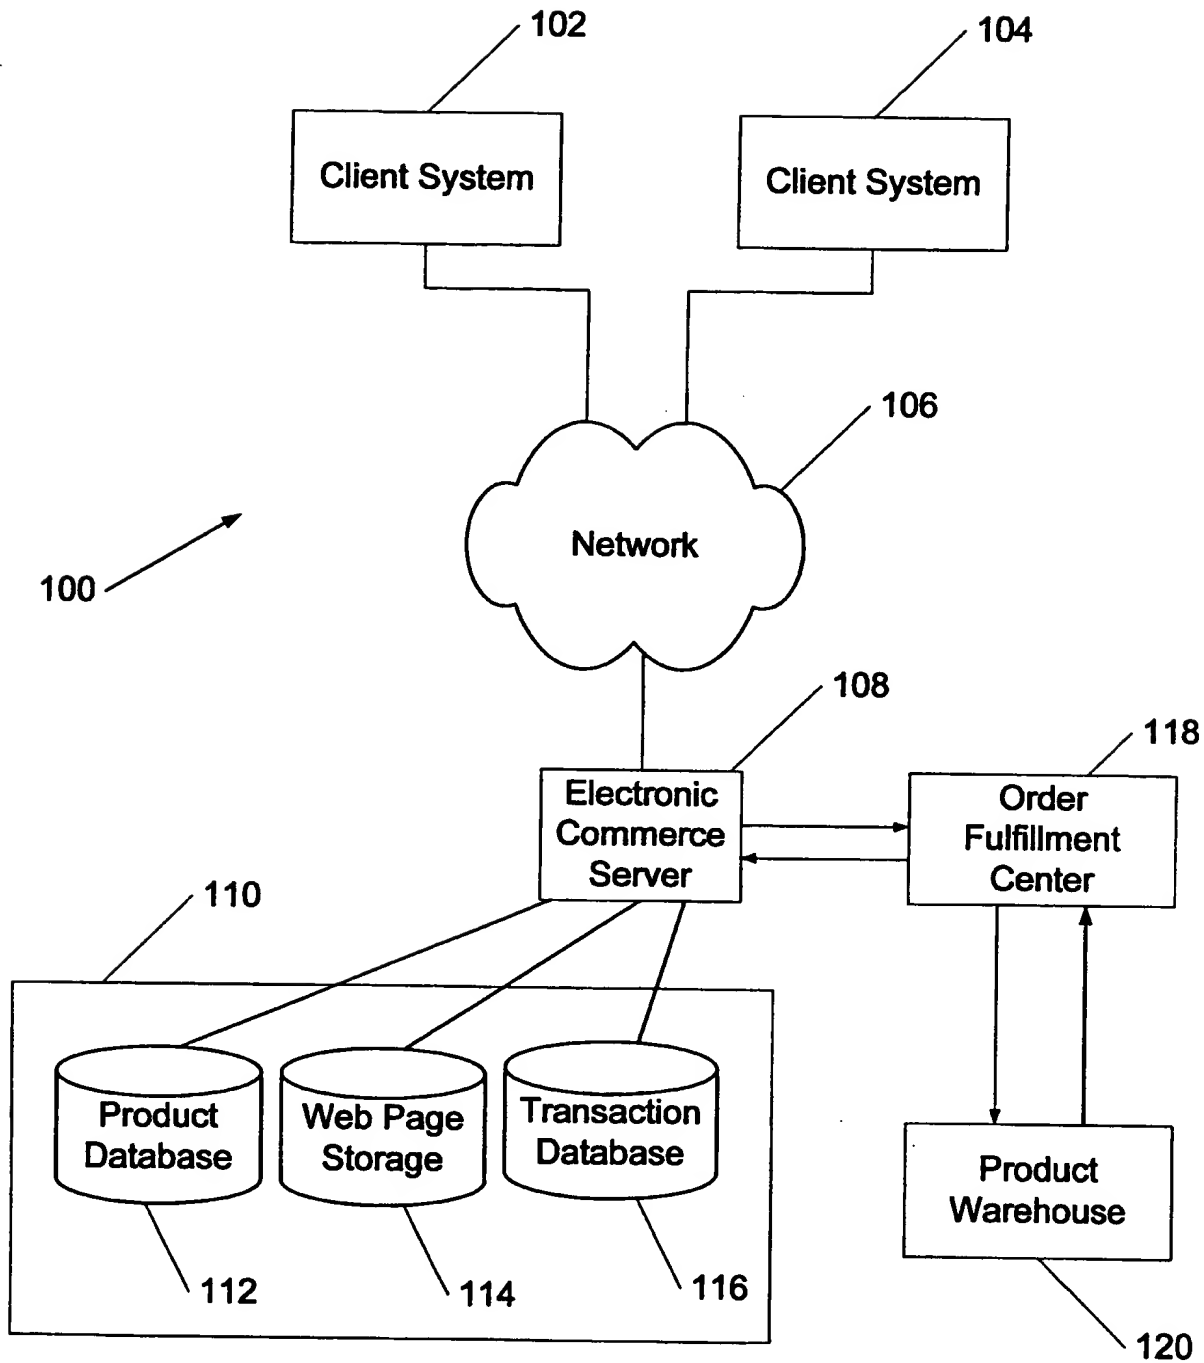 102
104
Client System
Client System
106
Network
100
108
118
Electronic
Commerce
Server
Order
Fulfillment
Center
110
Product
Database
Web Page
Storage
Transaction
Database
Product
Warehouse
112
114
116
120